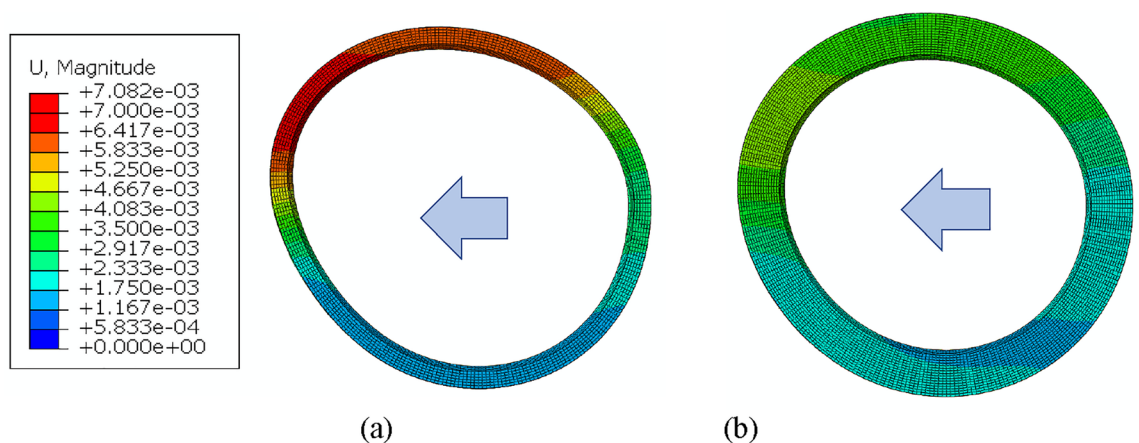 U, Magnitude
+7.082e-03
+7.000e-03
+6.417e-03
+5.833e-03
+5.250e-03
+4.667e-03
+4.083e-03
+3.500e-03
+2.917e-03
+2.333e-03
+1.750e-03
+1.167e-03
+5.833e-04
+0.000e+00
(a)
(b)